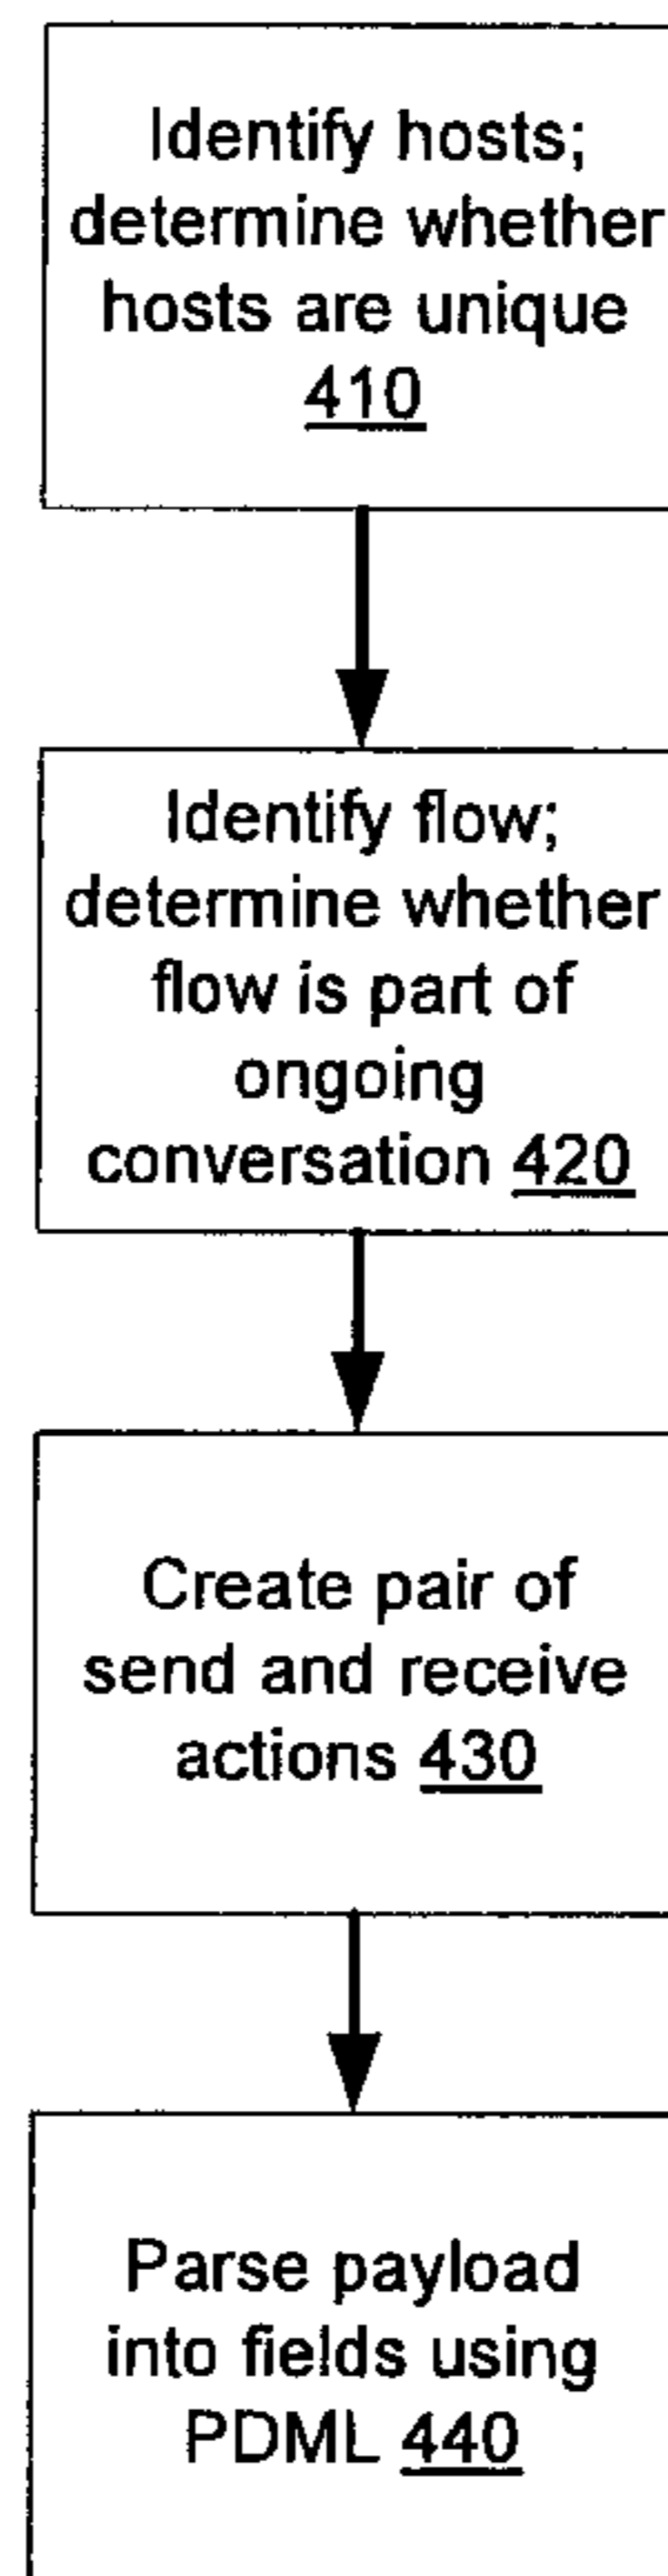 Identify hosts;
determine whether
hosts are unique
410
Identify flow;
determine whether
flow is part of
ongoing
conversation 420
Create pair of
send and receive
actions 430
Parse payload
into fields using
PDML 440